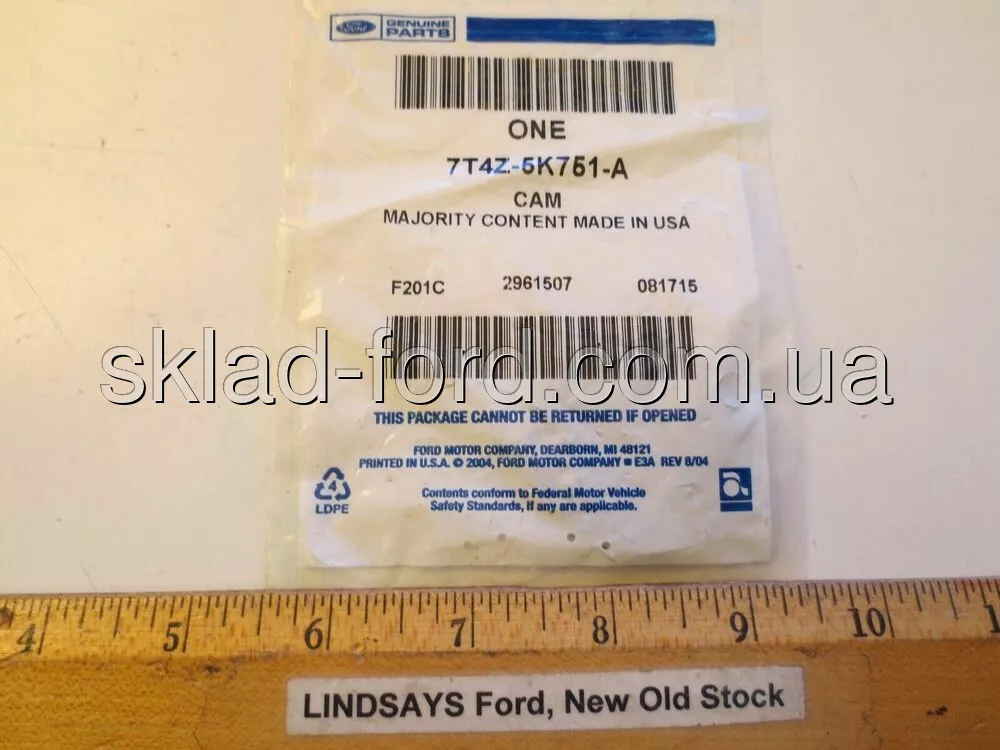 Ford GENUINE PARTS
ONE
7T4Z-5K751-A
CAM
MAJORITY CONTENT MADE IN USA
F201C 2961507 081715
sklad-ford.com.ua
THIS PACKAGE CANNOT BE RETURNED IF OPENED
FORD MOTOR COMPANY, DEARBORN, MI 48121
PRINTED IN U.S.A. © 2004, FORD MOTOR COMPANY ■ E3A REV 8/04
4
LDPE
Contents conform to Federal Motor Vehicle
Safety Standards, if any are applicable.
a
4 5 6 7 8 9 10 1
LINDSAYS Ford, New Old Stock